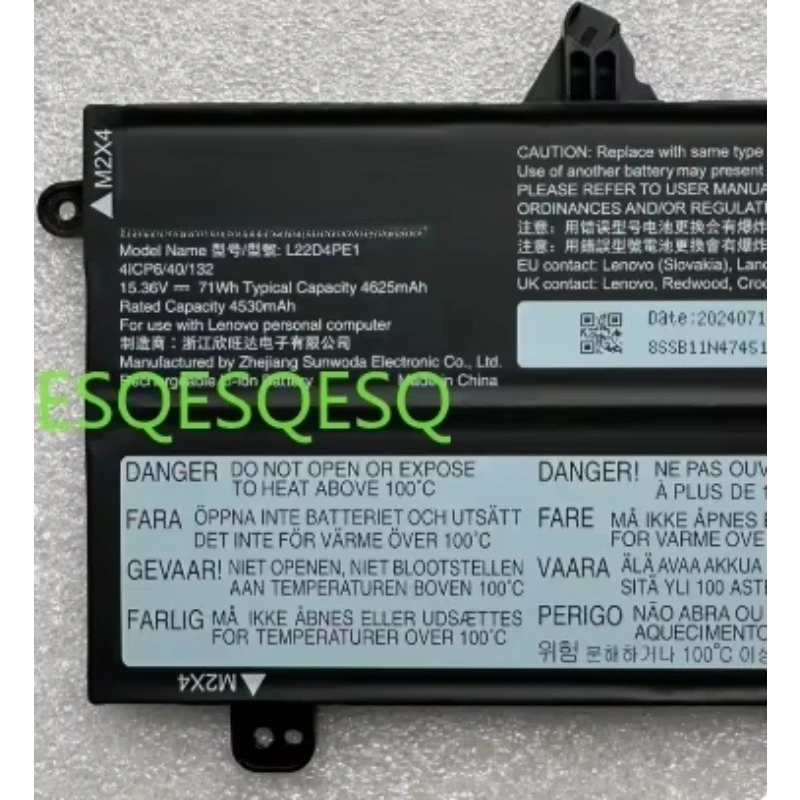 M2X4
CAUTION: Replace with same type
Use of another battery may present
PLEASE REFER TO USER MANUA
ORDINANCES AND/OR REGULATI
注意：用错误型号电池更换会有爆炸
注意：用錯誤型號電池更換會有爆炸
EU contact: Lenovo (Slovakia), Lan
UK contact: Lenovo, Redwood, Cro
Model Name 型号/型號: L22D4PE1
4ICP6/40/132
15.36V ⎓ 71Wh Typical Capacity 4625mAh
Rated Capacity 4530mAh
For use with Lenovo personal computer
制造商：浙江欣旺达电子有限公司
Manufactured by Zhejiang Sunwoda Electronic Co., Ltd.
Rechargeable Li-ion Battery Made in China
Date:2024071
8SSB11N47451
ESQESQESQ
DANGER DO NOT OPEN OR EXPOSE
TO HEAT ABOVE 100°C
FARA ÖPPNA INTE BATTERIET OCH UTSÄTT
DET INTE FÖR VÄRME ÖVER 100°C
GEVAAR! NIET OPENEN, NIET BLOOTSTELLEN
AAN TEMPERATUREN BOVEN 100°C
FARLIG MÅ IKKE ÅBNES ELLER UDSÆTTES
FOR TEMPERATURER OVER 100°C
DANGER! NE PAS OUV
À PLUS DE 1
FARE MÅ IKKE ÅPNES E
FOR VARME OVE
VAARA ÄLÄ AVAA AKKUA
SITÄ YLI 100 AST
PERIGO NÃO ABRA OU
AQUECIMENTO
위험 분해하거나 100°C 이상
M2X4